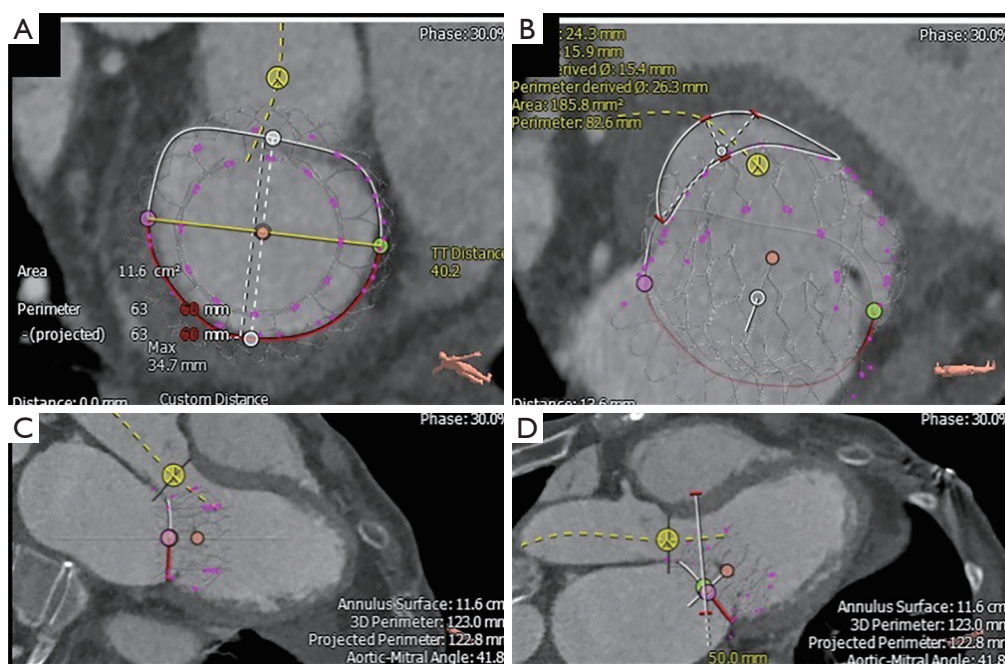 A
Phase: 30.0%
TT Distance
40.2
Area 11.6 cm²
Perimeter 63 60 mm
-(projected) 63 60 mm
Max
34.7 mm
Distance: 0.0 mm
Custom Distance
B
Phase: 30.0%
: 24.3 mm
: 15.9 mm
erived Ø: 15.4 mm
Perimeter derived Ø: 26.3 mm
Area: 185.8 mm²
Perimeter: 82.6 mm
Distance: 13.6 mm
C
Phase: 30.0%
Annulus Surface: 11.6 cm
3D Perimeter: 123.0 mm
Projected Perimeter: 122.8 mm
Aortic-Mitral Angle: 41.8
D
Phase: 30.0%
Annulus Surface: 11.6 cm
3D Perimeter: 123.0 mm
Projected Perimeter: 122.8 mm
Aortic-Mitral Angle: 41.8
50.0 mm